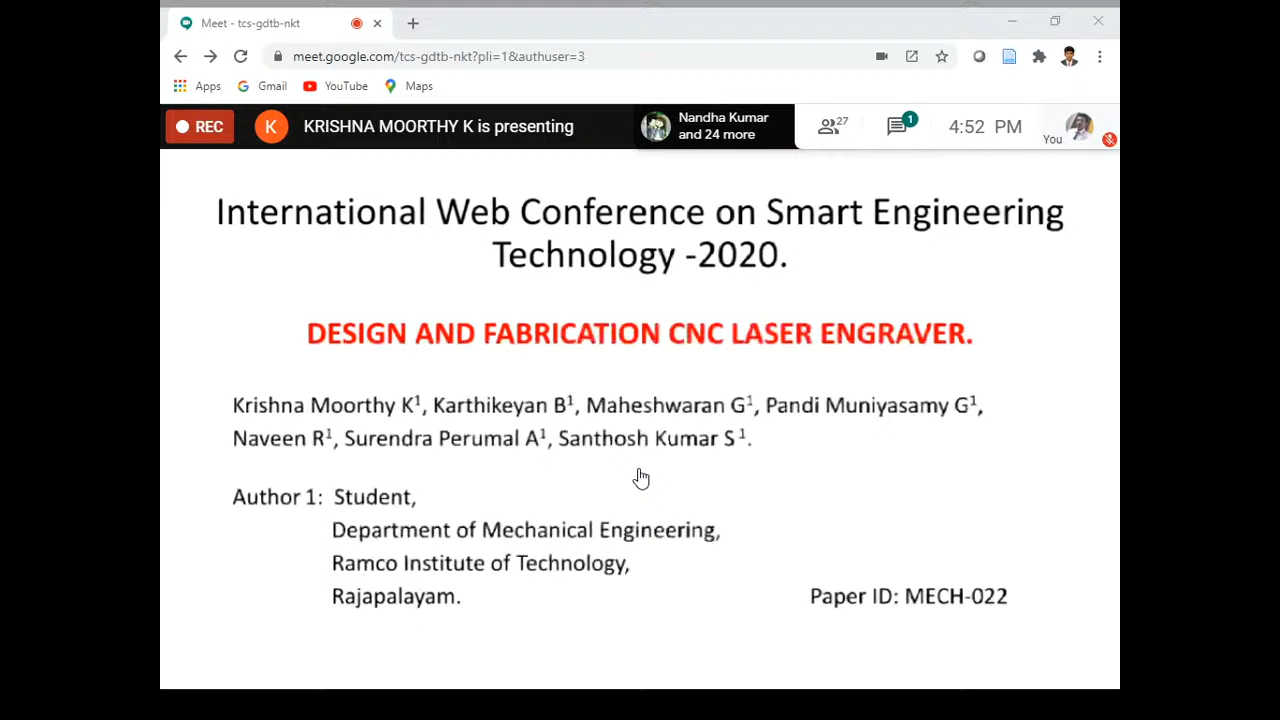 Meet - tcs-gdtb-nkt
meet.google.com/tcs-gdtb-nkt?pli=1&authuser=3
Apps Gmail YouTube Maps
REC K KRISHNA MOORTHY K is presenting Nandha Kumar and 24 more 27 1 4:52 PM You
International Web Conference on Smart Engineering
Technology -2020.
DESIGN AND FABRICATION CNC LASER ENGRAVER.
Krishna Moorthy K¹, Karthikeyan B¹, Maheshwaran G¹, Pandi Muniyasamy G¹,
Naveen R¹, Surendra Perumal A¹, Santhosh Kumar S ¹.
Author 1: Student,
Department of Mechanical Engineering,
Ramco Institute of Technology,
Rajapalayam. Paper ID: MECH-022